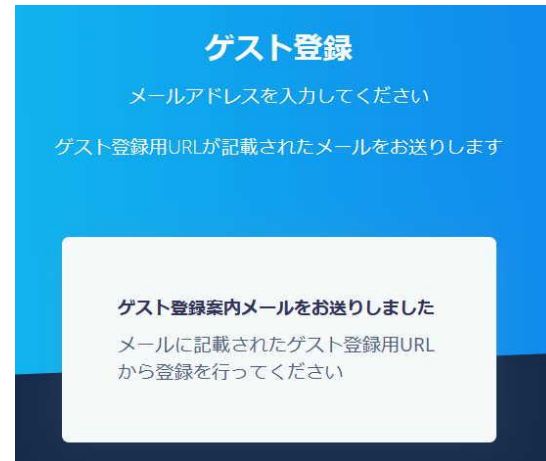 ゲスト登録
メールアドレスを入力してください
ゲスト登録用URLが記載されたメールをお送りします
ゲスト登録案内メールをお送りしました
メールに記載されたゲスト登録用URL
から登録を行ってください